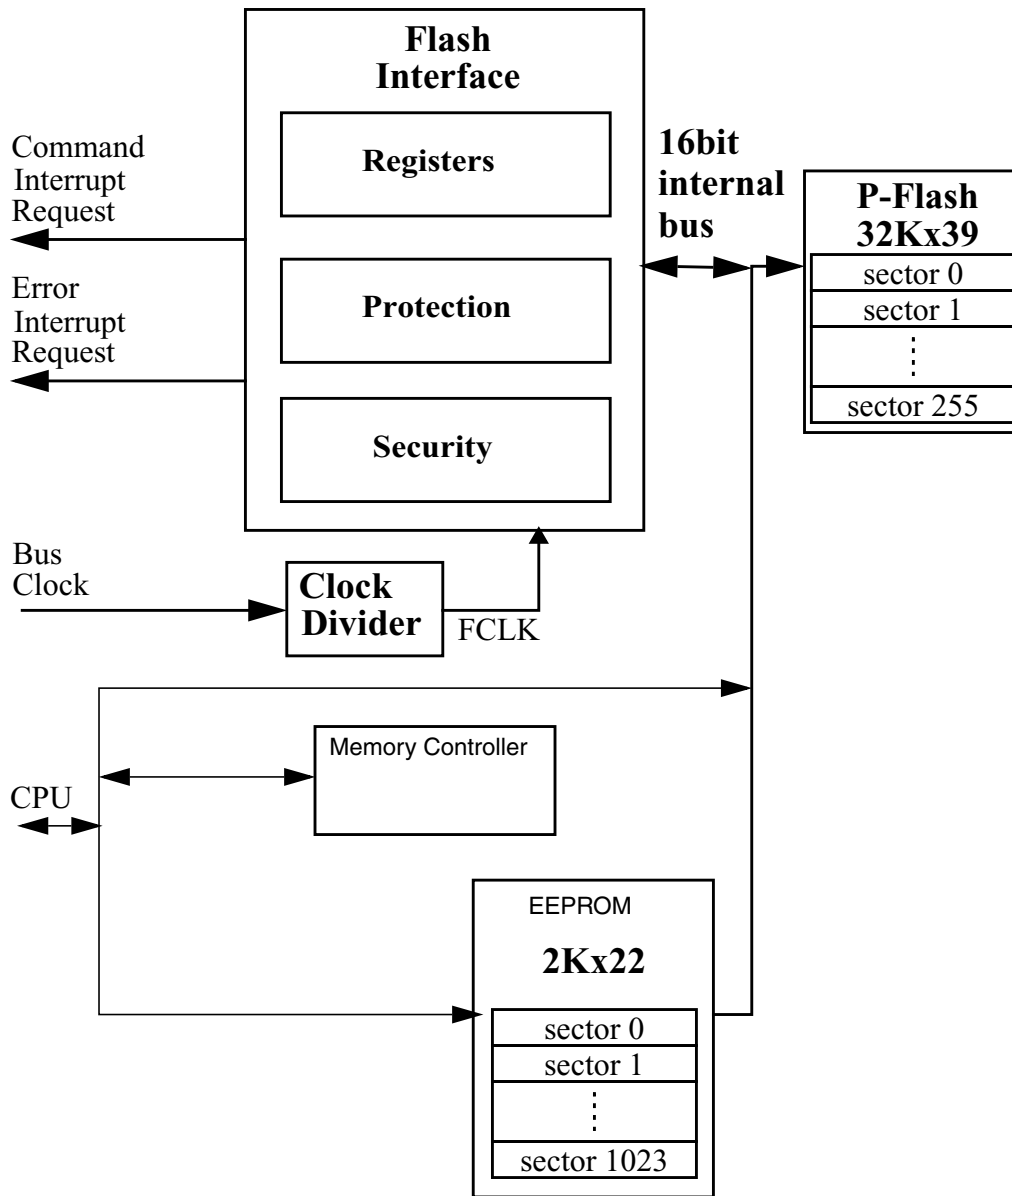 Flash
Interface
Registers
Protection
Security
Command
Interrupt
Request
Error
Interrupt
Request
16bit
internal
bus
P-Flash
32Kx39
sector 0
sector 1
sector 255
Bus
Clock
Clock
Divider
FCLK
Memory Controller
CPU
EEPROM
2Kx22
sector 0
sector 1
sector 1023